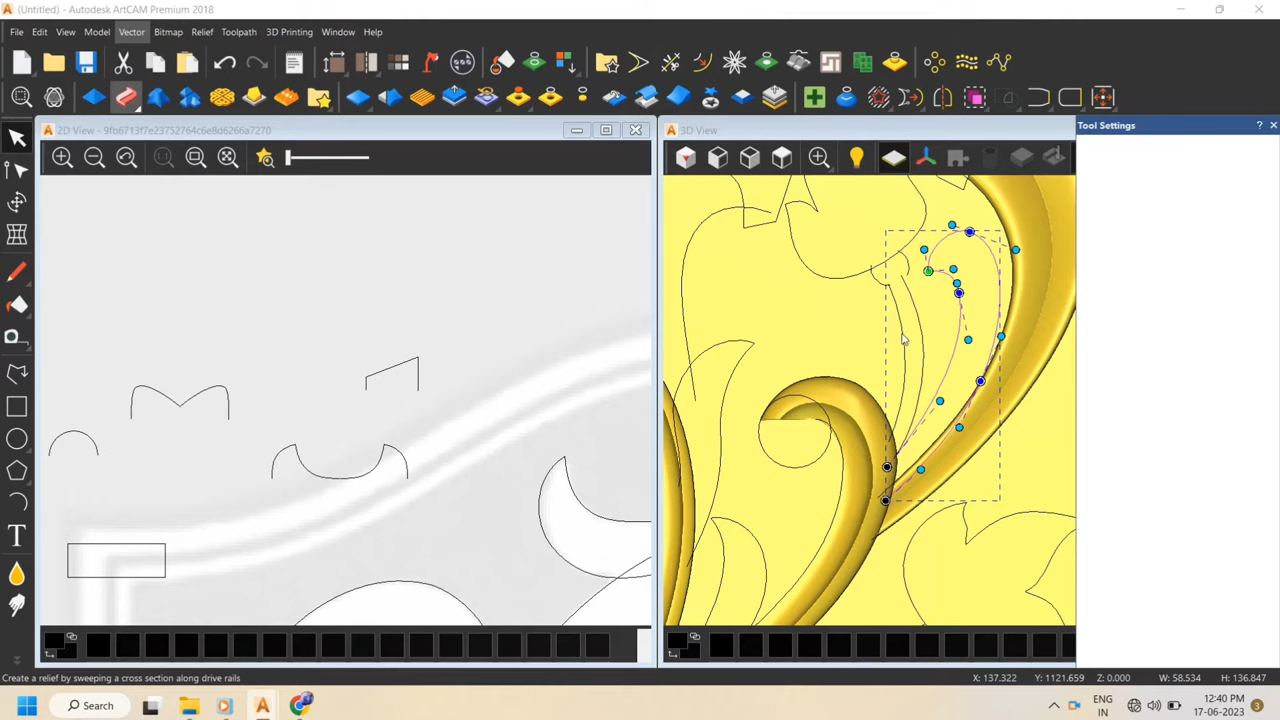 (Untitled) - Autodesk ArtCAM Premium 2018
File Edit View Model Vector Bitmap Relief Toolpath 3D Printing Window Help
2D View - 9fb6713f7e23752764c6e8d6266a7270
3D View
Tool Settings
Create a relief by sweeping a cross section along drive rails
X: 137.322 Y: 1121.659 Z: 0.000 W: 58.534 H: 136.847
Search
ENG
IN
12:40 PM
17-06-2023
3